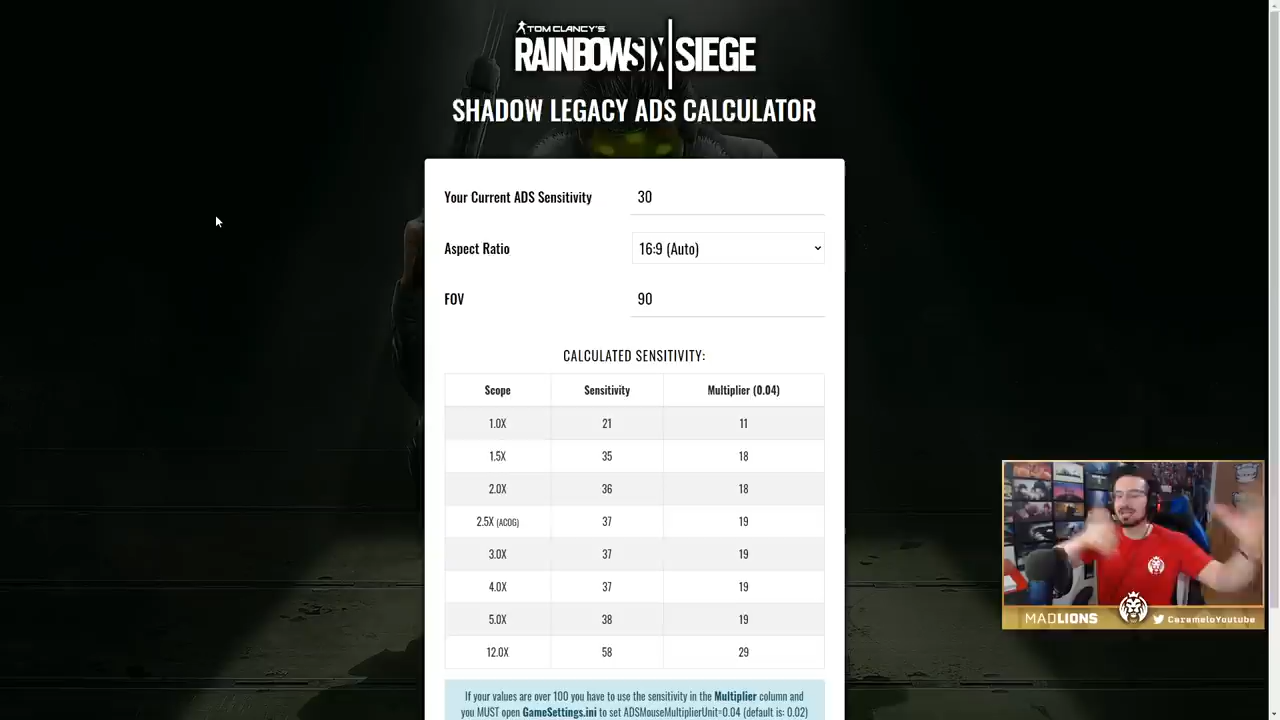 TOM CLANCY'S
RAINBOWSIX|SIEGE
SHADOW LEGACY ADS CALCULATOR
Your Current ADS Sensitivity 30
Aspect Ratio 16:9 (Auto)
FOV 90
CALCULATED SENSITIVITY:
Scope Sensitivity Multiplier (0.04)
1.0X 21 11
1.5X 35 18
2.0X 36 18
2.5X (ACOG) 37 19
3.0X 37 19
4.0X 37 19
5.0X 38 19
12.0X 58 29
If your values are over 100 you have to use the sensitivity in the Multiplier column and
you MUST open GameSettings.ini to set ADSMouseMultiplierUnit=0.04 (default is: 0.02)
MADLIONS CarameloYoutube